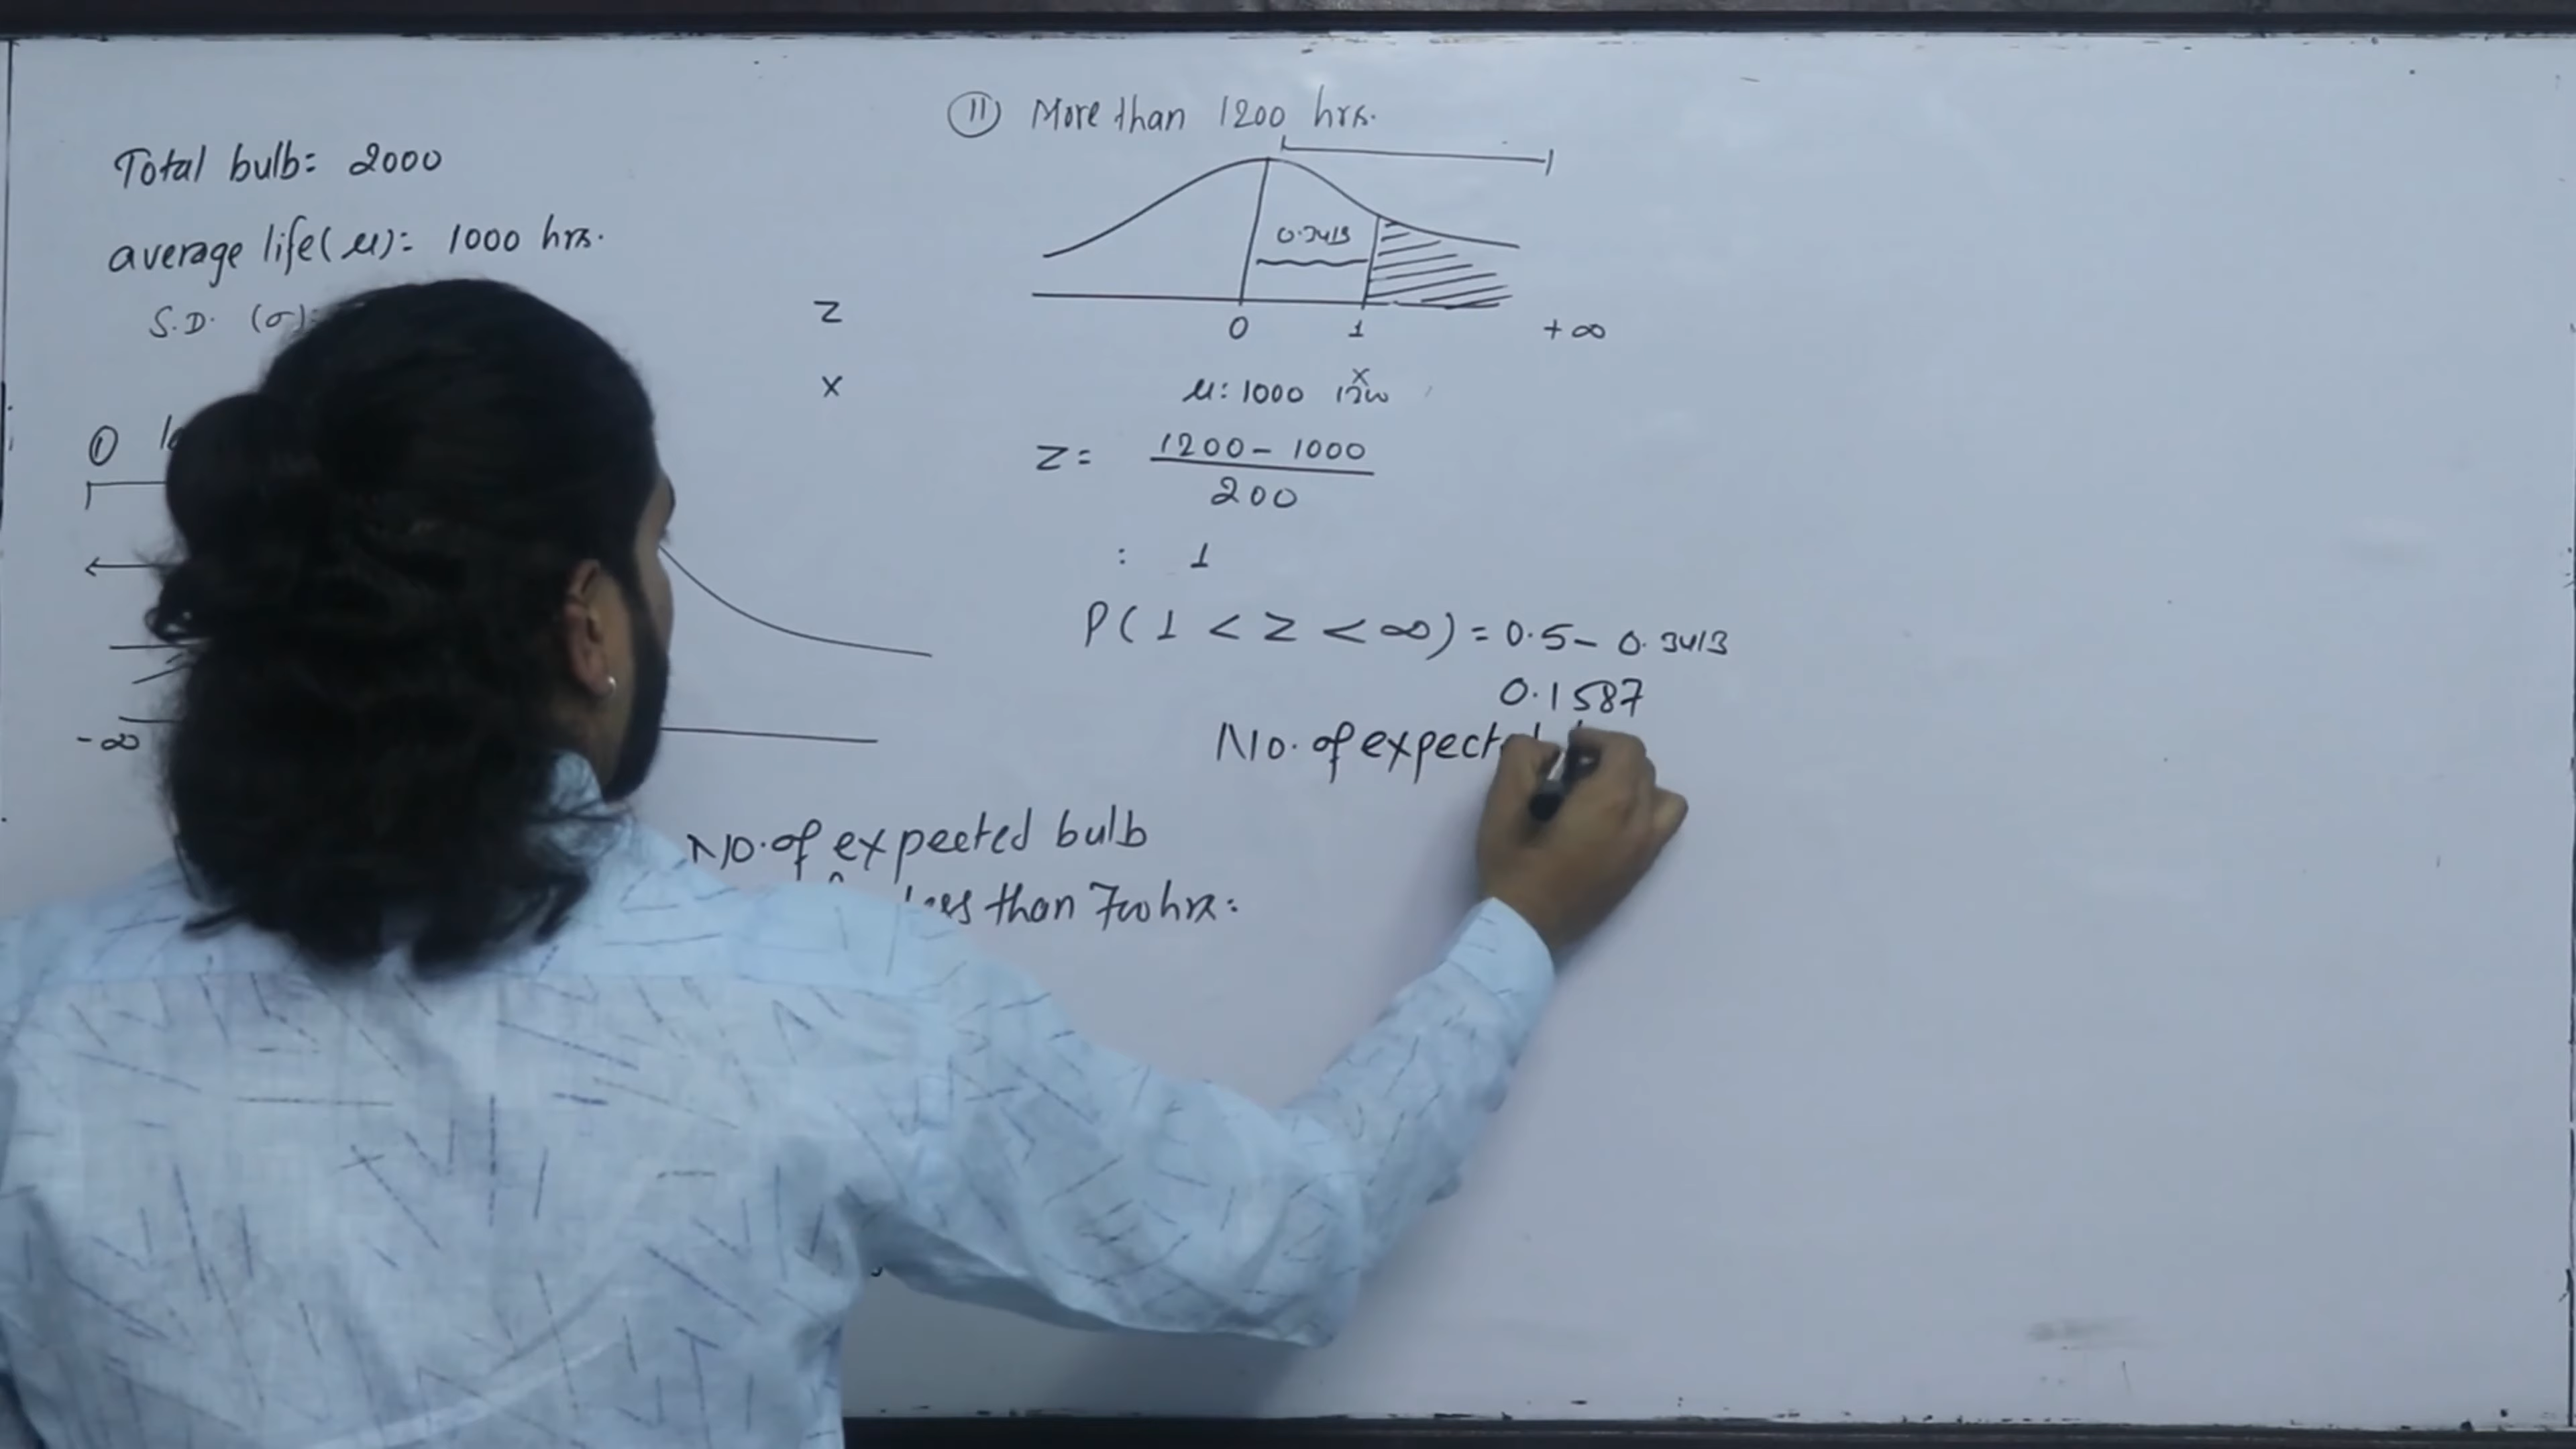 Total bulb: 2000
average life(μ): 1000 hrs.
S.D. (σ):
①
-∞
No. of expected bulb
than 700 hrs:
⑪ More than 1200 hrs.
0.3413
Z 0 1 +∞
X μ: 1000 1200
x
Z = 1200 - 1000
200
: 1
P( 1 < Z < ∞) = 0.5 - 0.3413
0.1587
No. of